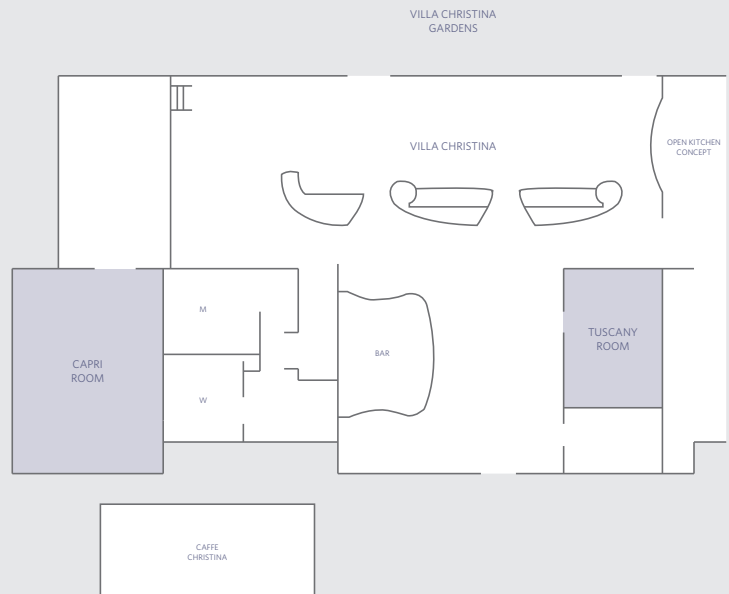 VILLA CHRISTINA
GARDENS
VILLA CHRISTINA
OPEN KITCHEN
CONCEPT
M
TUSCANY
ROOM
BAR
CAPRI
ROOM
W
CAFFE
CHRISTINA